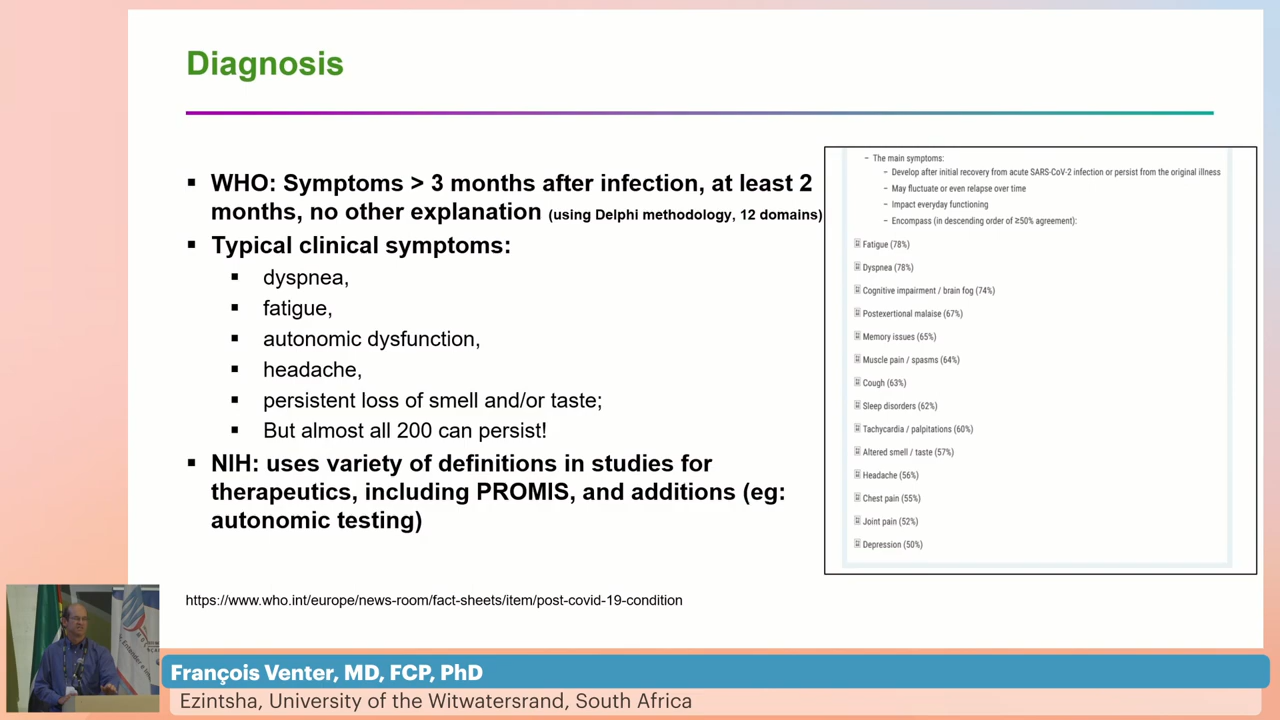 Diagnosis
WHO: Symptoms > 3 months after infection, at least 2
months, no other explanation (using Delphi methodology, 12 domains)
Typical clinical symptoms:
dyspnea,
fatigue,
autonomic dysfunction,
headache,
persistent loss of smell and/or taste;
But almost all 200 can persist!
NIH: uses variety of definitions in studies for
therapeutics, including PROMIS, and additions (eg:
autonomic testing)
– The main symptoms:
– Develop after initial recovery from acute SARS-CoV-2 infection or persist from the original illness
– May fluctuate or even relapse over time
– Impact everyday functioning
– Encompass (in descending order of ≥50% agreement):
Fatigue (78%)
Dyspnea (78%)
Cognitive impairment / brain fog (74%)
Postexertional malaise (67%)
Memory issues (65%)
Muscle pain / spasms (64%)
Cough (63%)
Sleep disorders (62%)
Tachycardia / palpitations (60%)
Altered smell / taste (57%)
Headache (56%)
Chest pain (55%)
Joint pain (52%)
Depression (50%)
https://www.who.int/europe/news-room/fact-sheets/item/post-covid-19-condition
François Venter, MD, FCP, PhD
Ezintsha, University of the Witwatersrand, South Africa